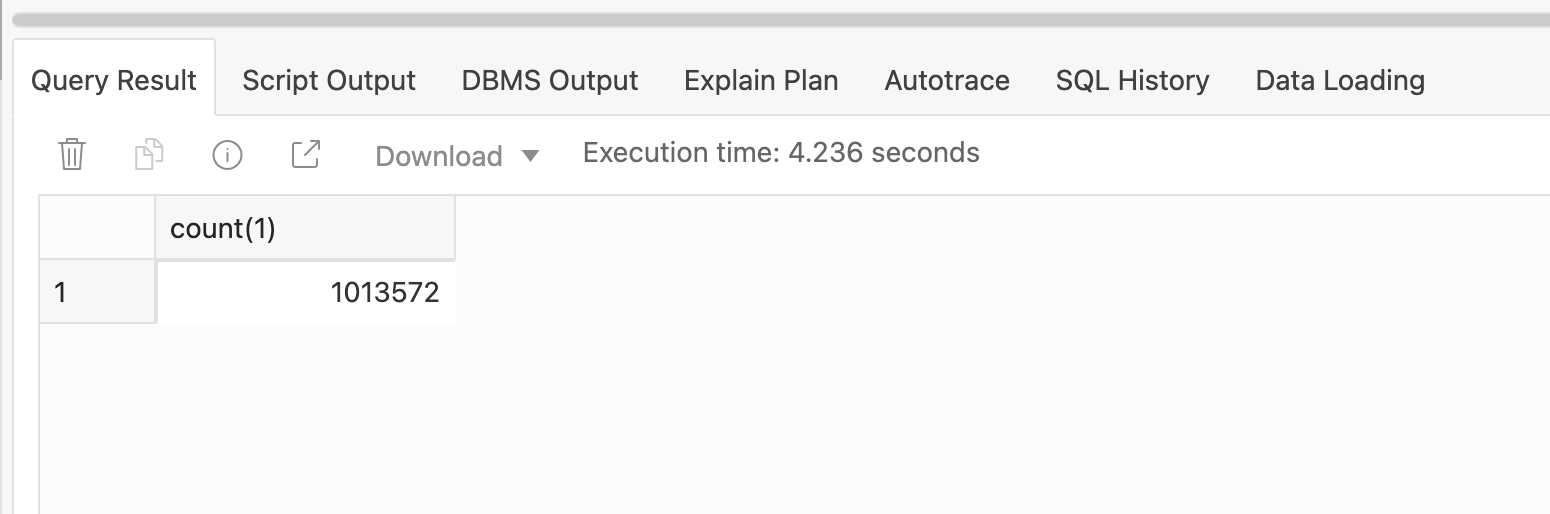 Query Result Script Output DBMS Output Explain Plan Autotrace SQL History Data Loading
Download Execution time: 4.236 seconds
count(1)
1 1013572